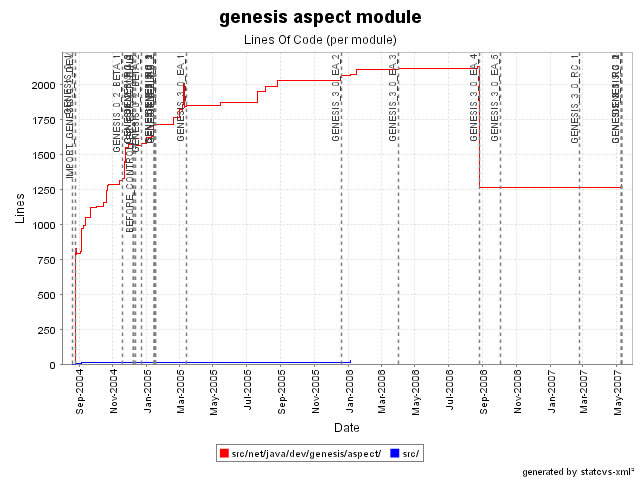 genesis aspect module
Lines Of Code (per module)
Lines
2000
1750
1500
1250
1000
750
500
250
0
GENESIS_3_0_EA_1
GENESIS_3_0_EA_2
GENESIS_3_0_EA_3
GENESIS_3_0_EA_4
GENESIS_3_0_EA_5
GENESIS_3_0_RC_1
Sep-2004
Nov-2004
Jan-2005
Mar-2005
May-2005
Jul-2005
Sep-2005
Nov-2005
Jan-2006
Mar-2006
May-2006
Jul-2006
Sep-2006
Nov-2006
Jan-2007
Mar-2007
May-2007
Date
src/net/java/dev/genesis/aspect/
src/
generated by statcvs-xml²